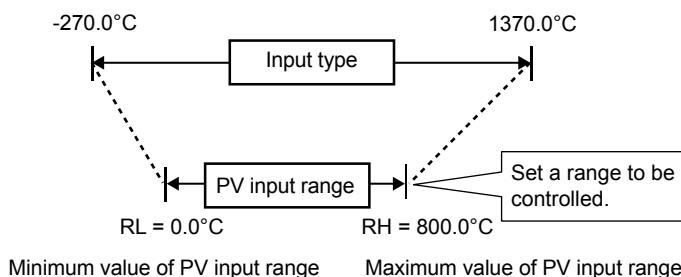 -270.0°C
1370.0°C
Input type
PV input range
Set a range to be
controlled.
RL = 0.0°C
RH = 800.0°C
Minimum value of PV input range
Maximum value of PV input range